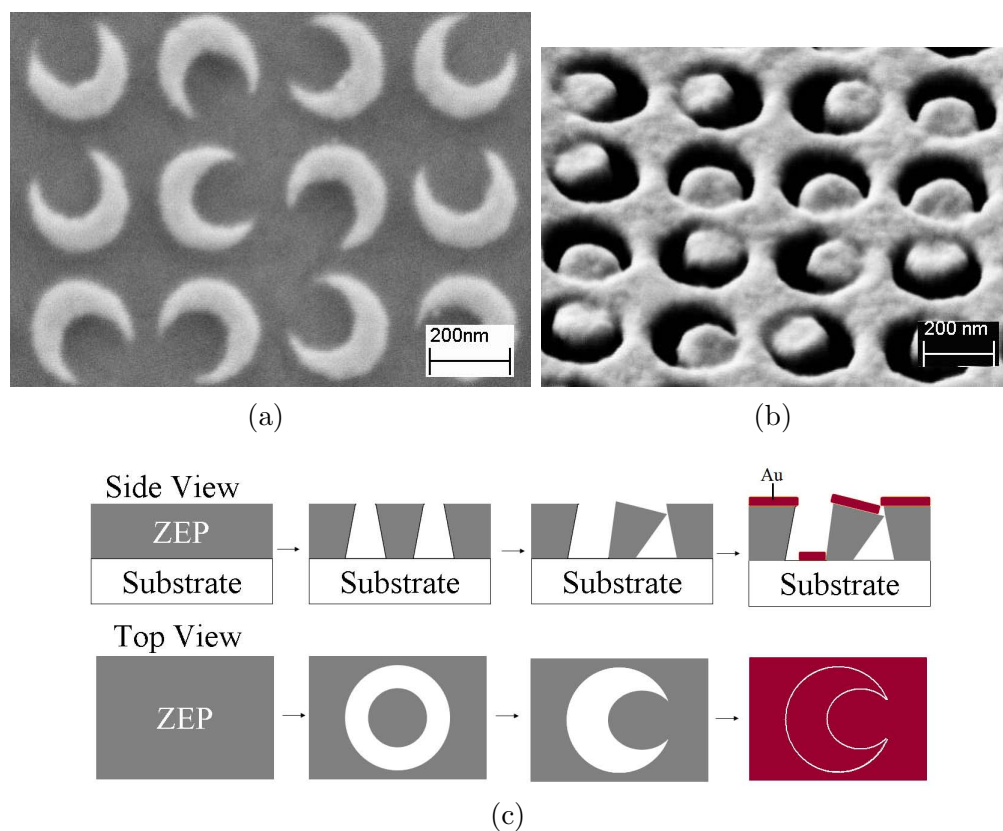 200nm
200 nm
(a)
(b)
Side View
Au
ZEP
Substrate
Substrate
Substrate
Substrate
Top View
ZEP
(c)